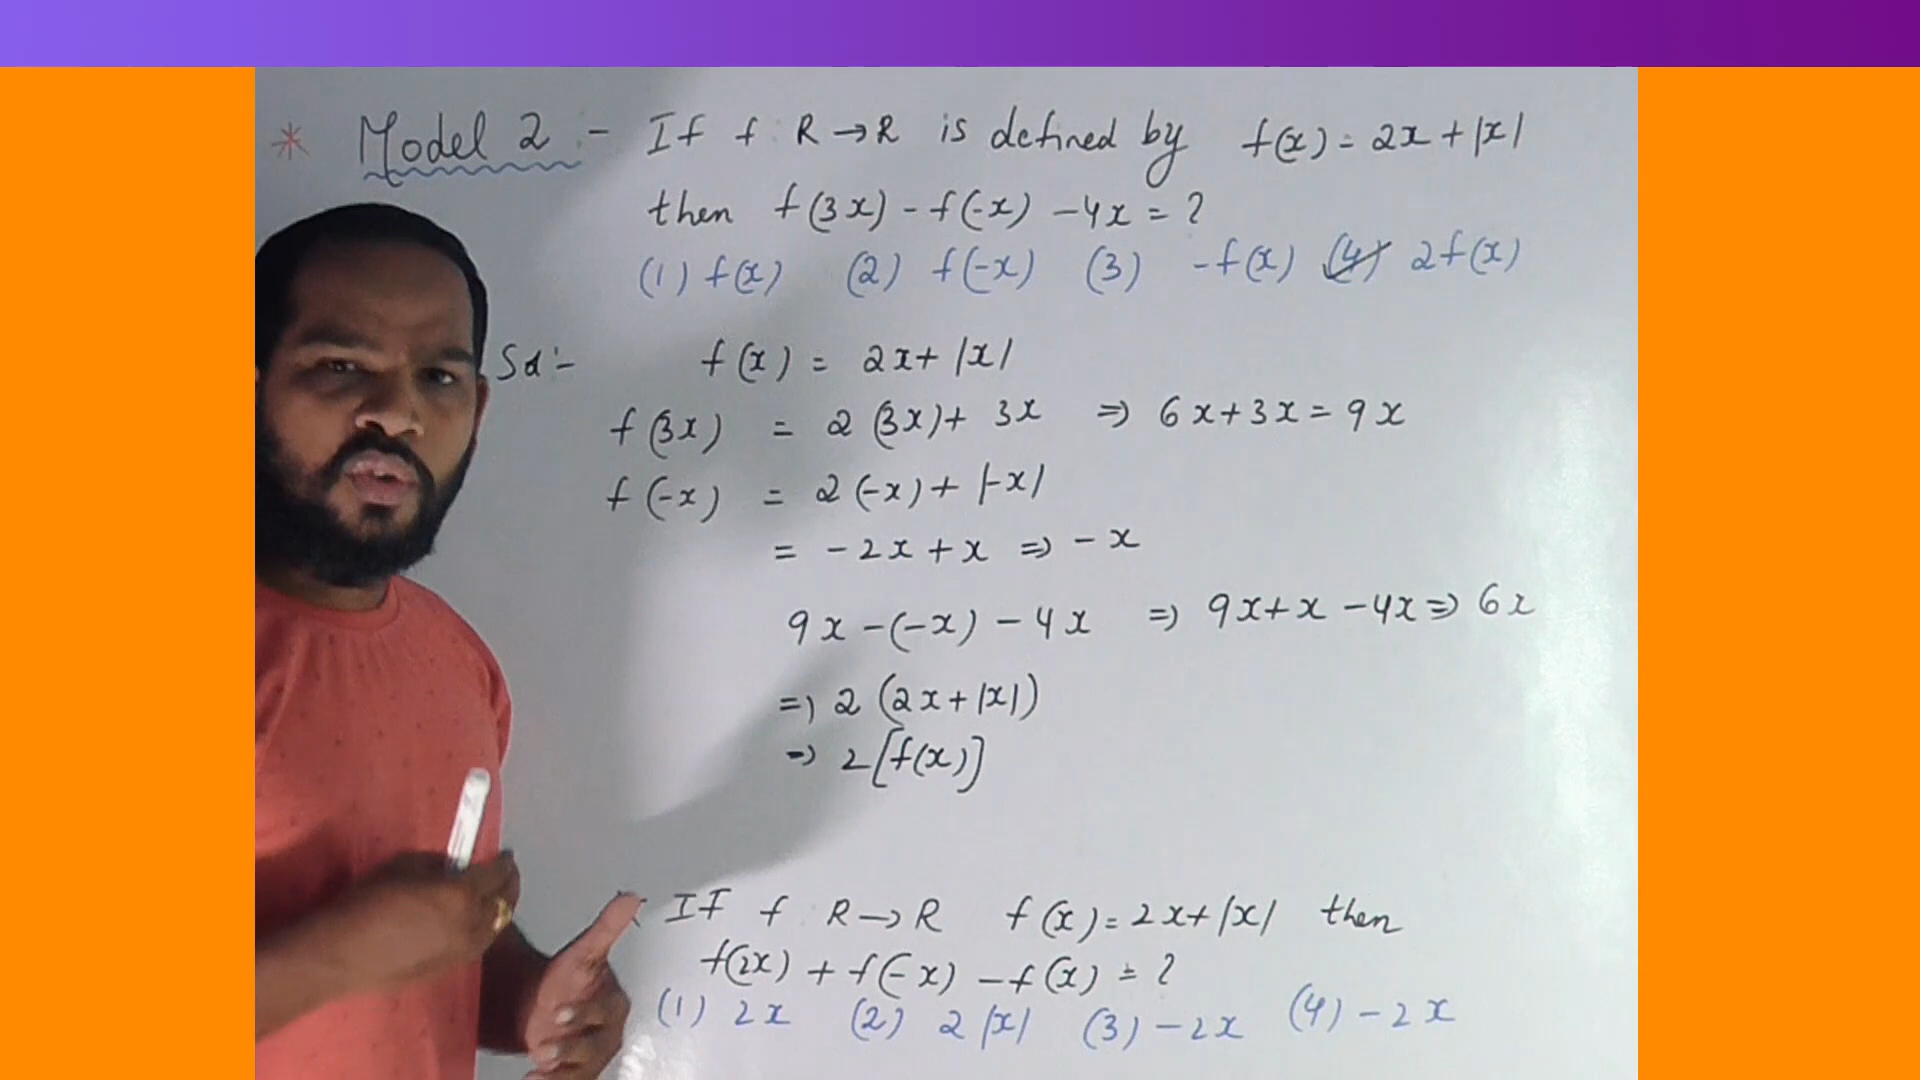 * Model 2 :- If f R→R is defined by f(x) = 2x+|x|
then f(3x) - f(-x) -4x = ?
(1) f(x) (2) f(-x) (3) -f(x) (4) 2f(x)
Sol :- f(x) = 2x+ |x|
f(3x) = 2(3x)+ 3x ⇒ 6x+3x = 9x
f(-x) = 2(-x)+ |-x|
= -2x+x ⇒ -x
9x -(-x) - 4x ⇒ 9x+x -4x ⇒ 6x
⇒ 2(2x+|x|)
⇒ 2[f(x)]
If f R→R f(x)=2x+|x| then
f(2x) + f(-x) - f(x) = ?
(1) 2x (2) 2|x| (3) -2x (4) -2x